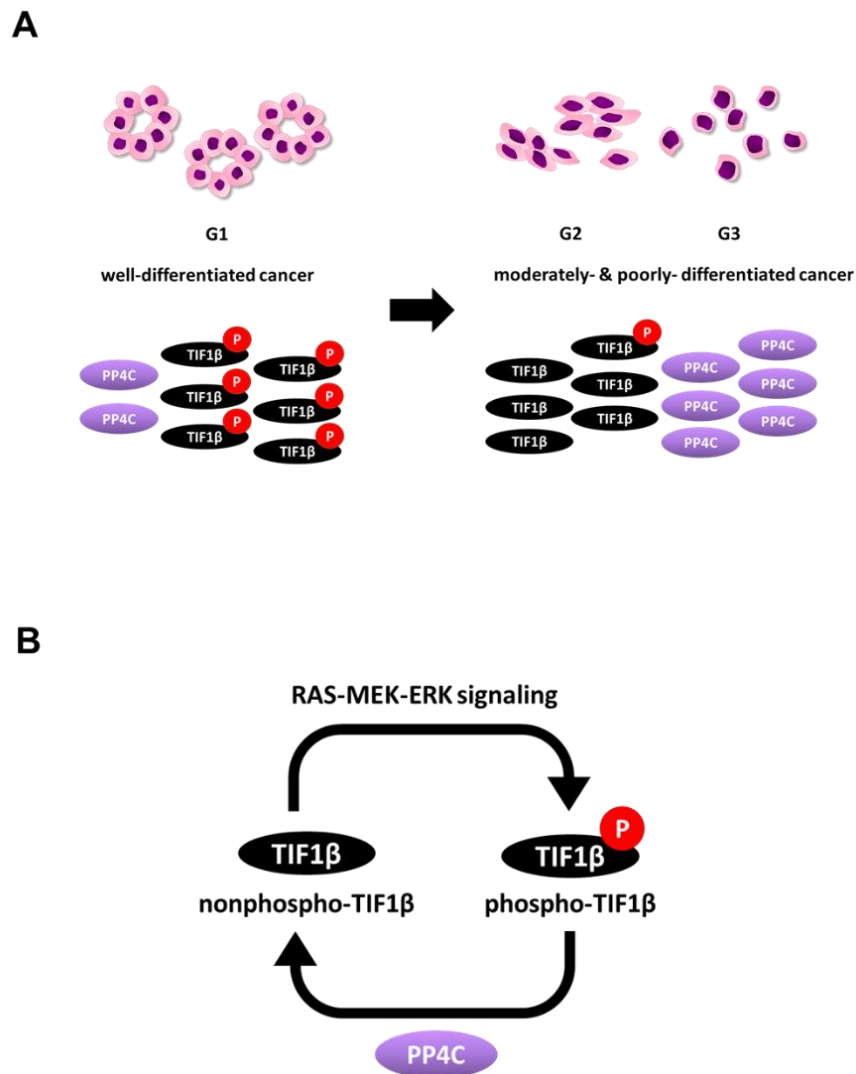 A
G1
G2 G3
well-differentiated cancer
moderately- & poorly- differentiated cancer
PP4C
PP4C
TIF1β P
TIF1β P
TIF1β P
TIF1β P
TIF1β P
TIF1β P
TIF1β
TIF1β
TIF1β
TIF1β P
TIF1β
TIF1β
PP4C
PP4C
PP4C
PP4C
PP4C
PP4C
B
RAS-MEK-ERK signaling
TIF1β
TIF1β P
nonphospho-TIF1β
phospho-TIF1β
PP4C